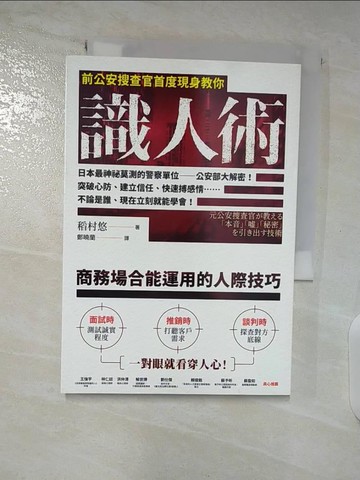 前公安搜查官首度現身教你
識人術
日本最神祕莫測的警察單位——公安部大解密！
突破心防、建立信任、快速搏感情……
不論是誰、現在立刻就能學會！
元公安捜査官が教える
「本音」「嘘」「秘密」
を引き出す技術
稻村悠——著
鄭曉蘭——譯
商務場合能運用的人際技巧
面試時
測試誠實
程度
推銷時
打聽客戶
需求
談判時
探查對方
底線
一對眼就看穿人心！